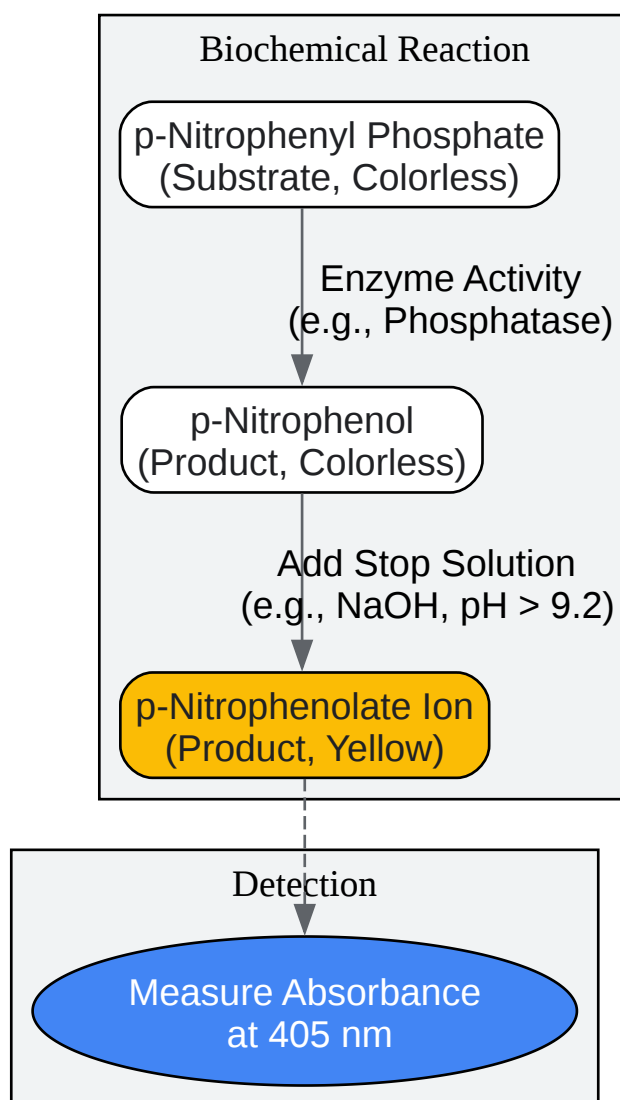 Biochemical Reaction
p-Nitrophenyl Phosphate
(Substrate, Colorless)
Enzyme Activity
(e.g., Phosphatase)
p-Nitrophenol
(Product, Colorless)
Add Stop Solution
(e.g., NaOH, pH > 9.2)
p-Nitrophenolate Ion
(Product, Yellow)
Detection
Measure Absorbance
at 405 nm